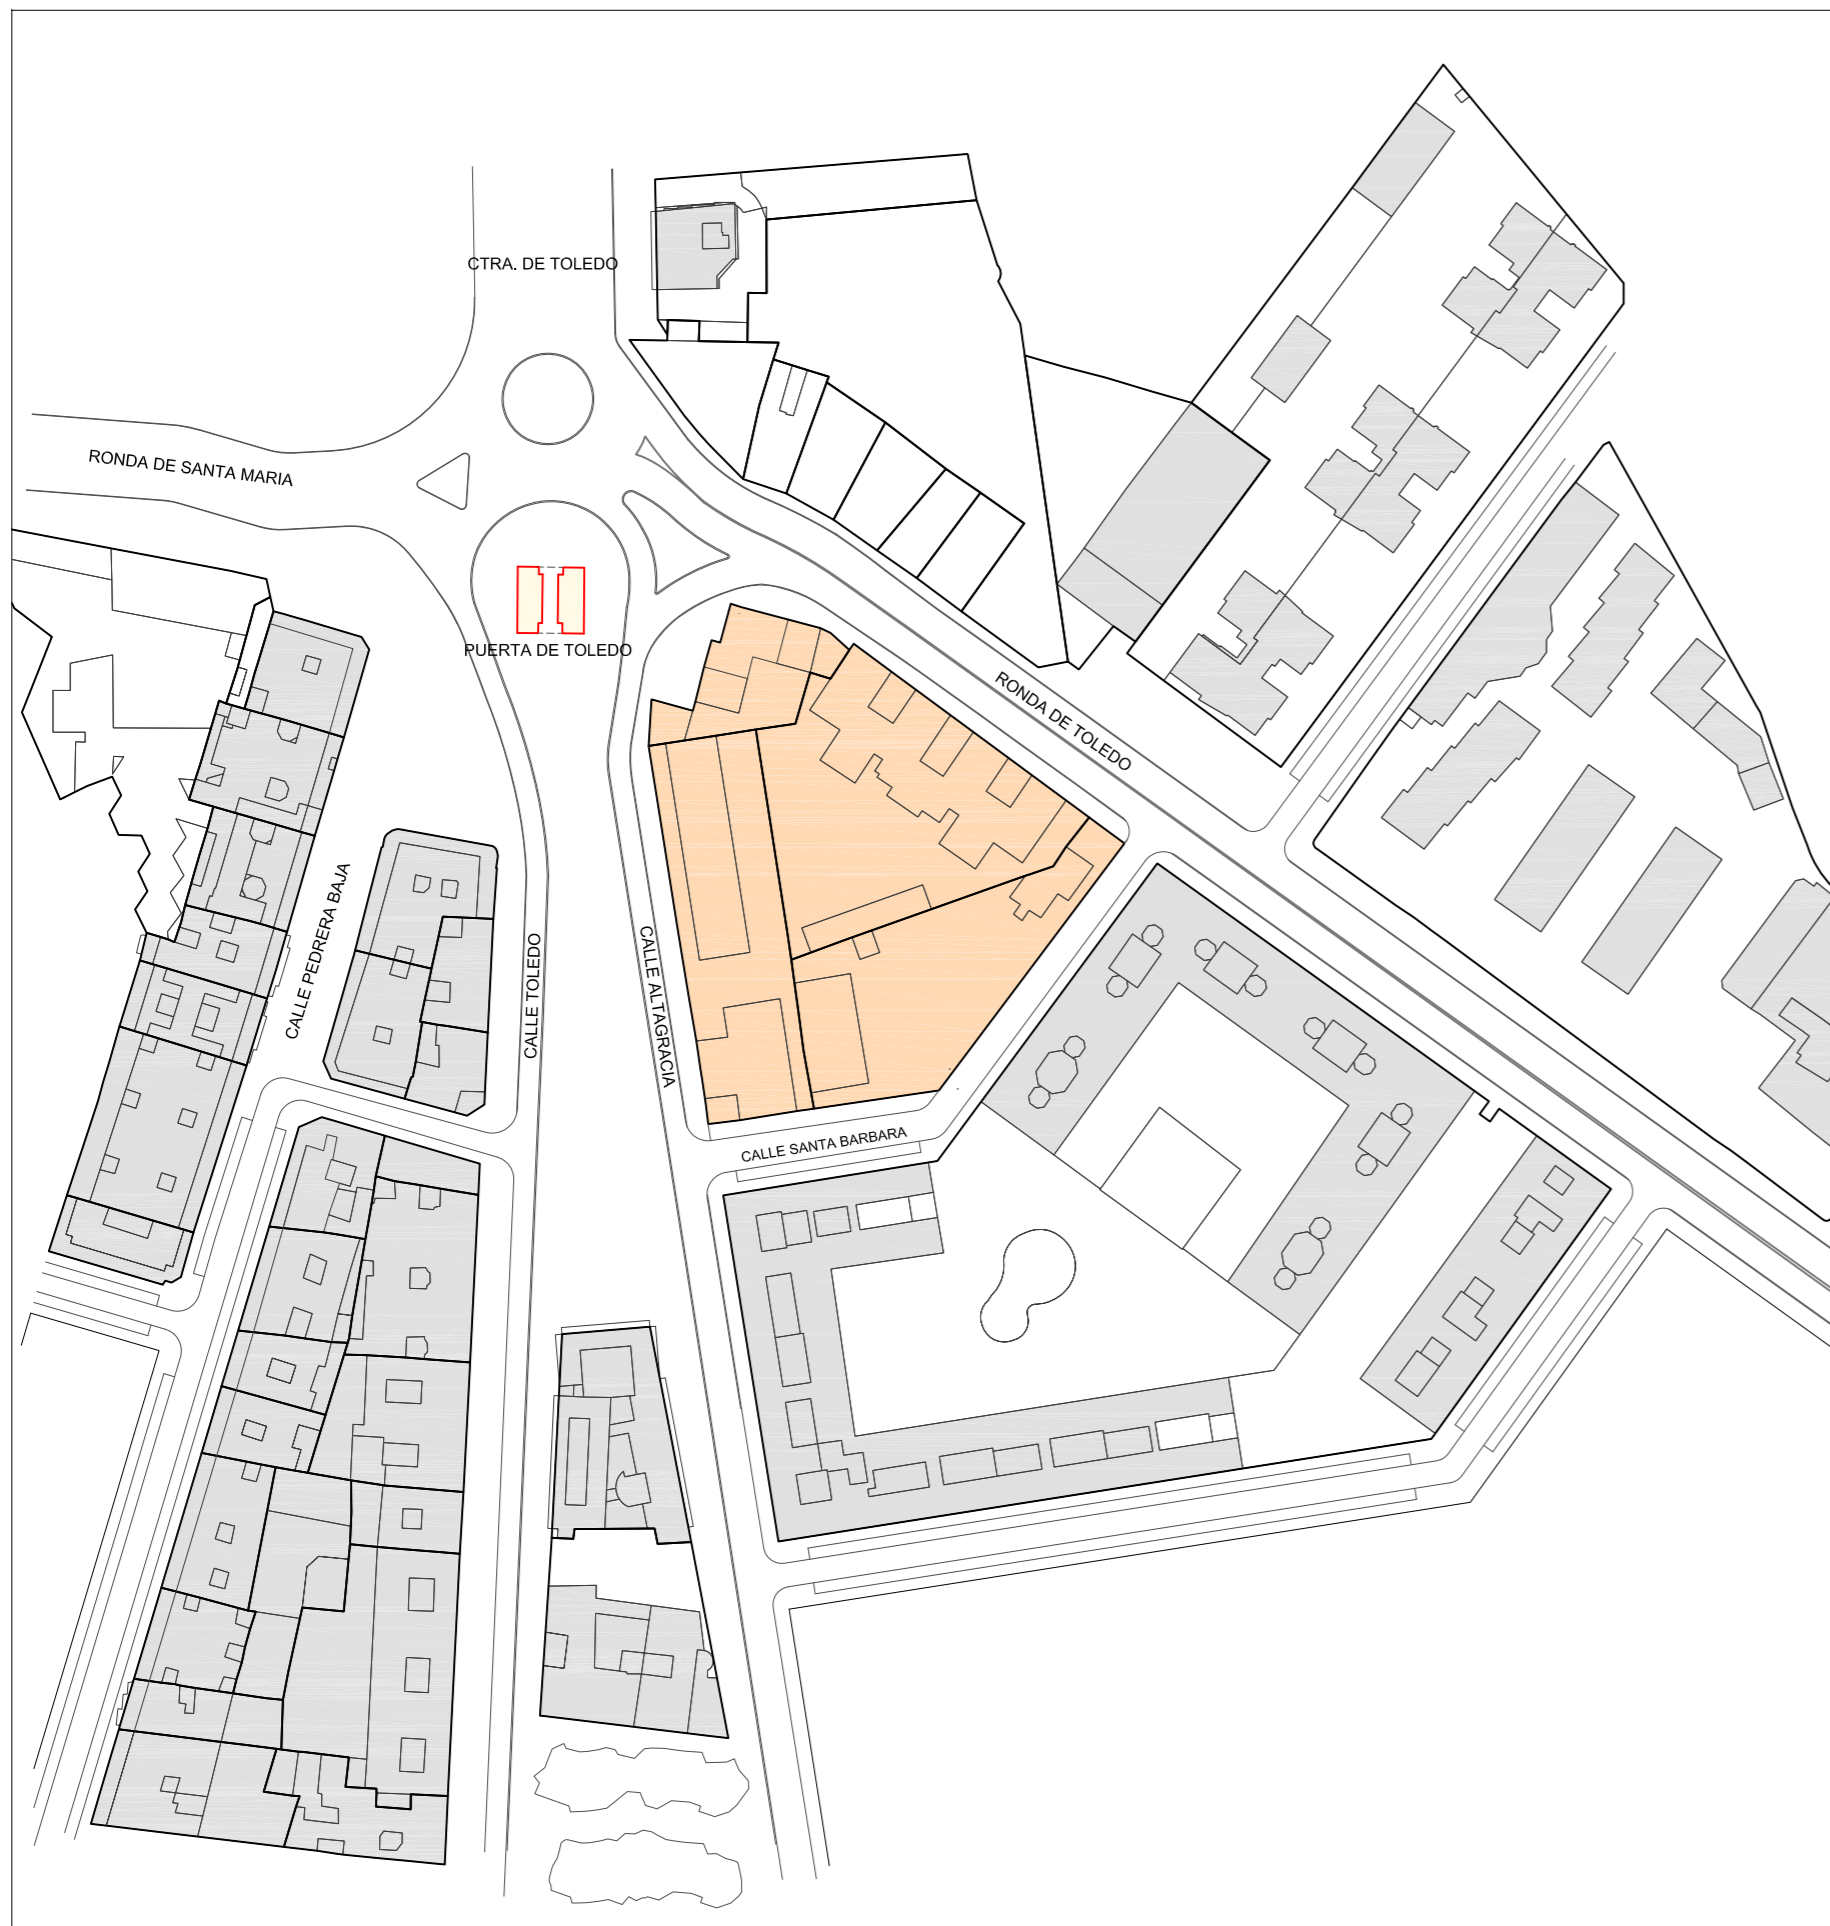 CTRA. DE TOLEDO
RONDA DE SANTA MARIA
PUERTA DE TOLEDO
RONDA DE TOLEDO
CALLE PEDRERA BAJA
CALLE TOLEDO
CALLE ALTAGRACIA
CALLE SANTA BARBARA